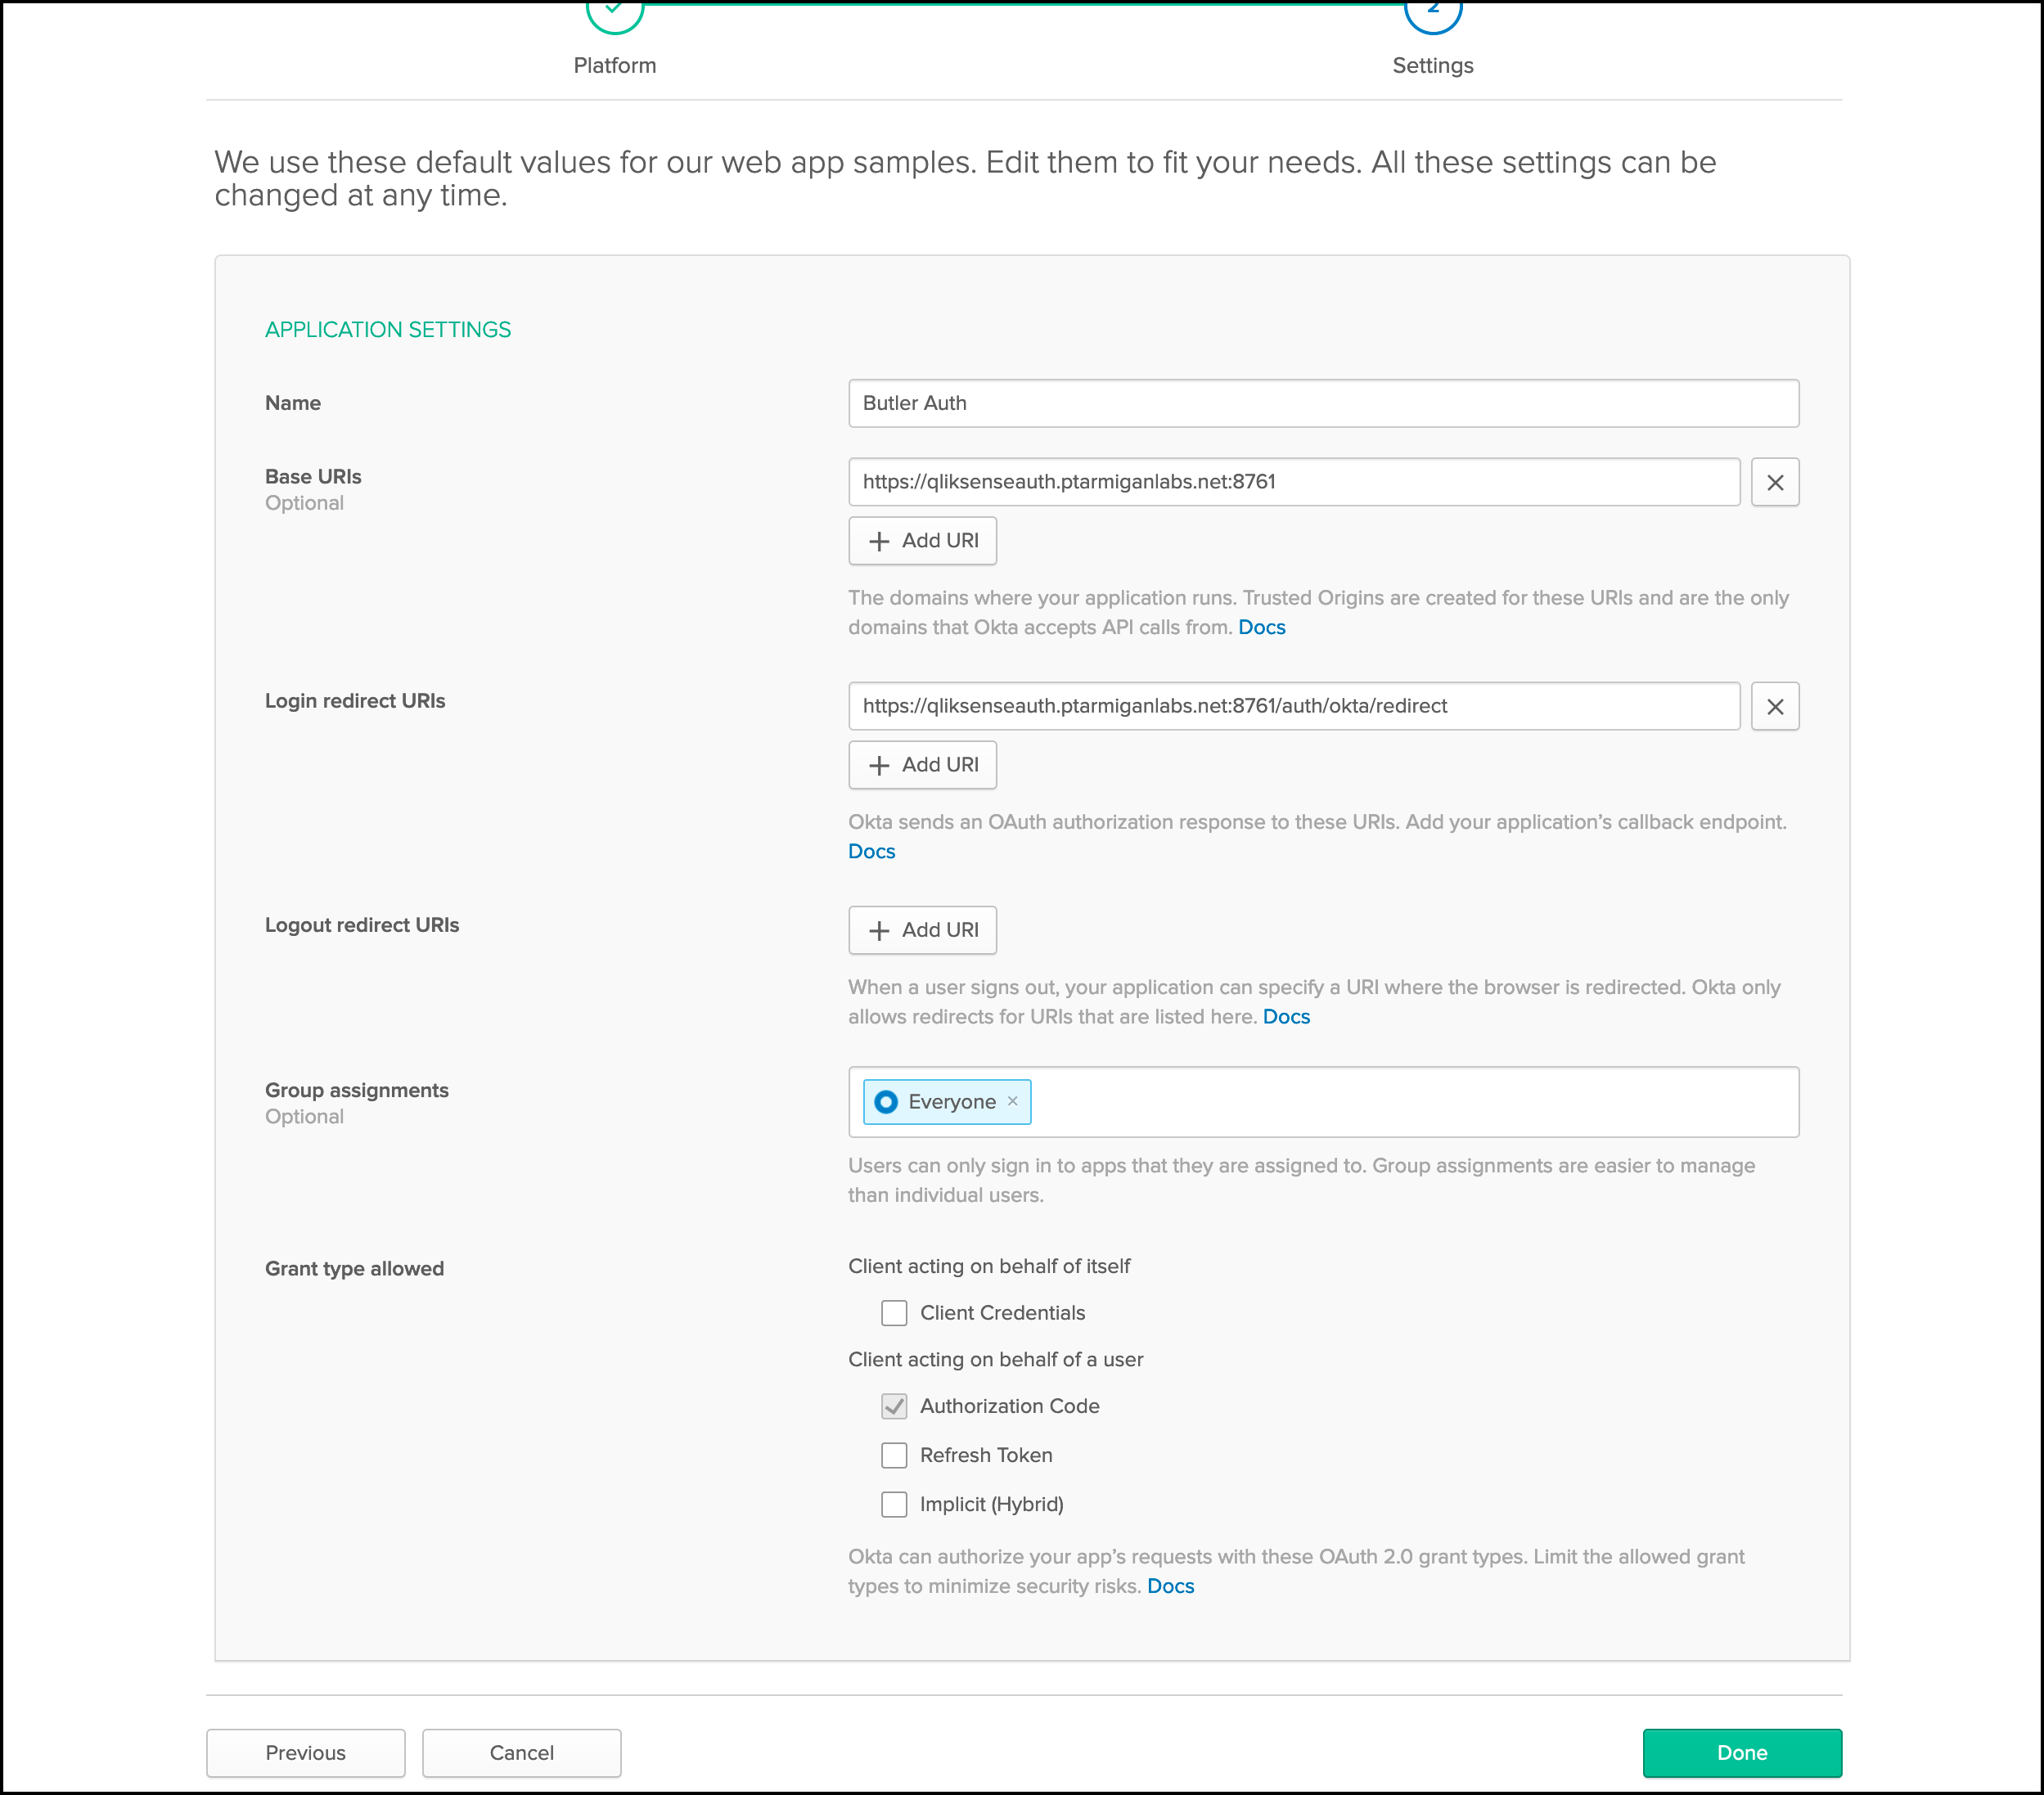 2
Platform
Settings
We use these default values for our web app samples. Edit them to fit your needs. All these settings can be
changed at any time.
APPLICATION SETTINGS
Name
Butler Auth
Base URIs
Optional
https://qliksenseauth.ptarmiganlabs.net:8761
Add URI
The domains where your application runs. Trusted Origins are created for these URIs and are the only
domains that Okta accepts API calls from. Docs
Login redirect URIs
https://qliksenseauth.ptarmiganlabs.net:8761/auth/okta/redirect
Add URI
Okta sends an OAuth authorization response to these URIs. Add your application’s callback endpoint.
Docs
Logout redirect URIs
Add URI
When a user signs out, your application can specify a URI where the browser is redirected. Okta only
allows redirects for URIs that are listed here. Docs
Group assignments
Optional
Everyone
Users can only sign in to apps that they are assigned to. Group assignments are easier to manage
than individual users.
Grant type allowed
Client acting on behalf of itself
Client Credentials
Client acting on behalf of a user
Authorization Code
Refresh Token
Implicit (Hybrid)
Okta can authorize your app’s requests with these OAuth 2.0 grant types. Limit the allowed grant
types to minimize security risks. Docs
Previous
Cancel
Done